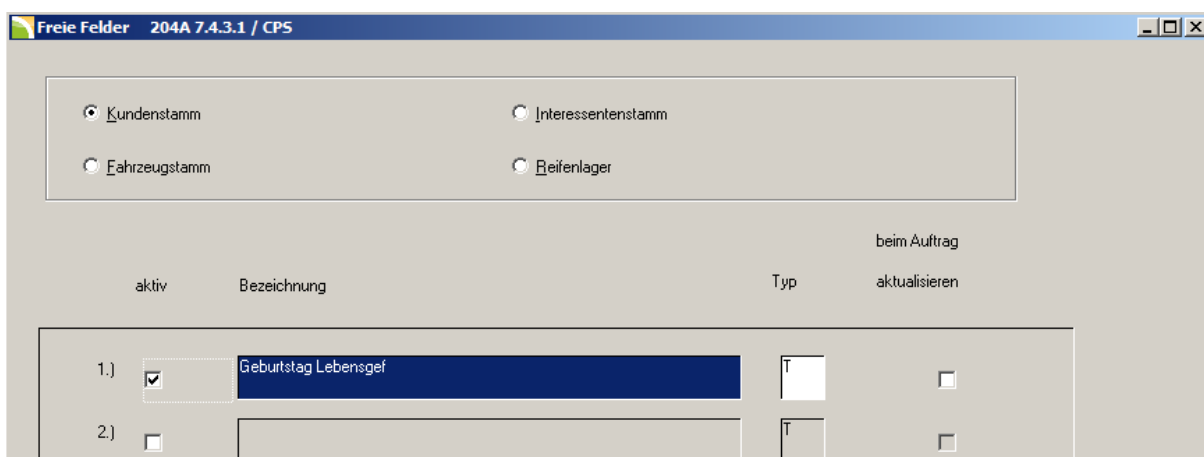 Freie Felder 204A 7.4.3.1 / CPS
Kundenstamm Interessentenstamm
Fahrzeugstamm Reifenlager
beim Auftrag
aktiv Bezeichnung Typ aktualisieren
1.) Geburtstag Lebensgef T
2.) T